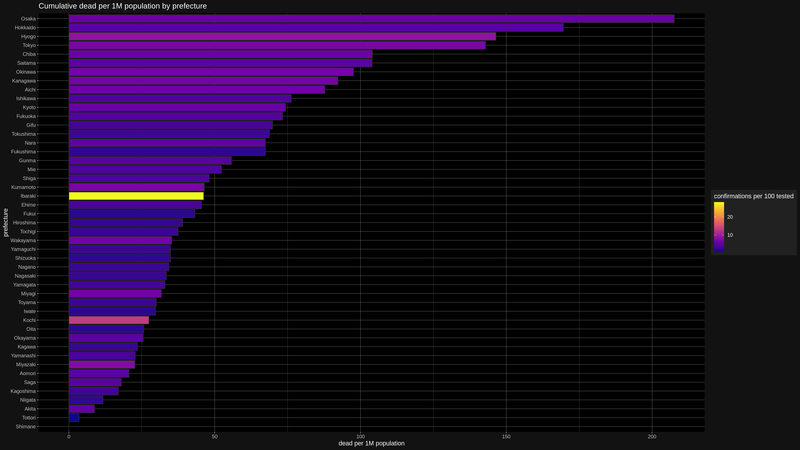 Cumulative dead per 1M population by prefecture
Osaka
Hokkaido
Hyogo
Tokyo
Chiba
Saitama
Okinawa
Kanagawa
Aichi
Ishikawa
Kyoto
Fukuoka
Gifu
Tokushima
Nara
Fukushima
Gunma
Mie
Shiga
Kumamoto
Ibaraki
Ehime
Fukui
Hiroshima
Tochigi
Wakayama
Yamaguchi
Shizuoka
Nagano
Nagasaki
Yamagata
Miyagi
Toyama
Iwate
Kochi
Oita
Okayama
Kagawa
Yamanashi
Miyazaki
Aomori
Saga
Kagoshima
Niigata
Akita
Tottori
Shimane
prefecture
0 50 100 150 200
dead per 1M population
confirmations per 100 tested
20
10